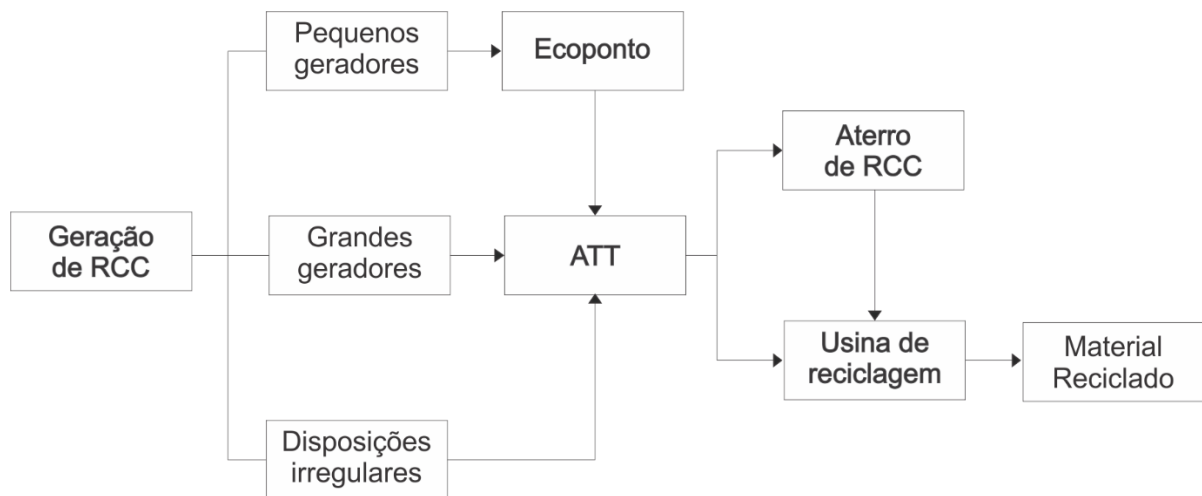 Pequenos
geradores
Ecoponto
Aterro
de RCC
Geração
de RCC
Grandes
geradores
ATT
Usina de
reciclagem
Material
Reciclado
Disposições
irregulares